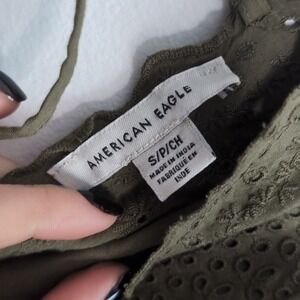 AMERICAN EAGLE
S/P/CH
MADE IN INDIA
FABRIQUÉ EN
INDE